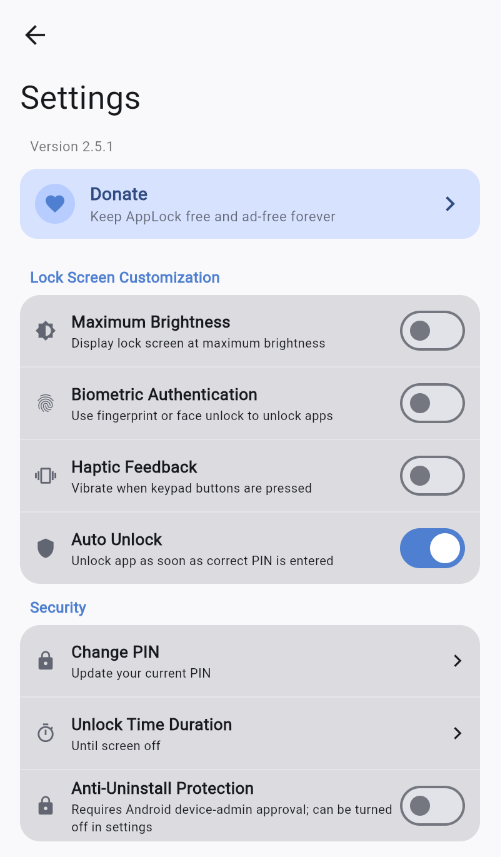 Settings
Version 2.5.1
Donate
Keep AppLock free and ad-free forever
Lock Screen Customization
Maximum Brightness
Display lock screen at maximum brightness
Biometric Authentication
Use fingerprint or face unlock to unlock apps
Haptic Feedback
Vibrate when keypad buttons are pressed
Auto Unlock
Unlock app as soon as correct PIN is entered
Security
Change PIN
Update your current PIN
Unlock Time Duration
Until screen off
Anti-Uninstall Protection
Requires Android device-admin approval; can be turned
off in settings